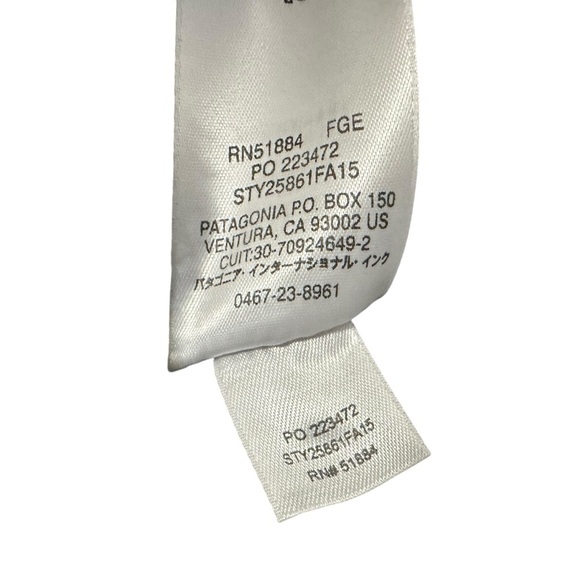 RN51884 FGE
PO 223472
STY25861FA15
PATAGONIA P.O. BOX 150
VENTURA, CA 93002 US
CUIT:30-70924649-2
パタゴニア・インターナショナル・インク
0467-23-8961
PO 223472
STY25861FA15
RN# 51884